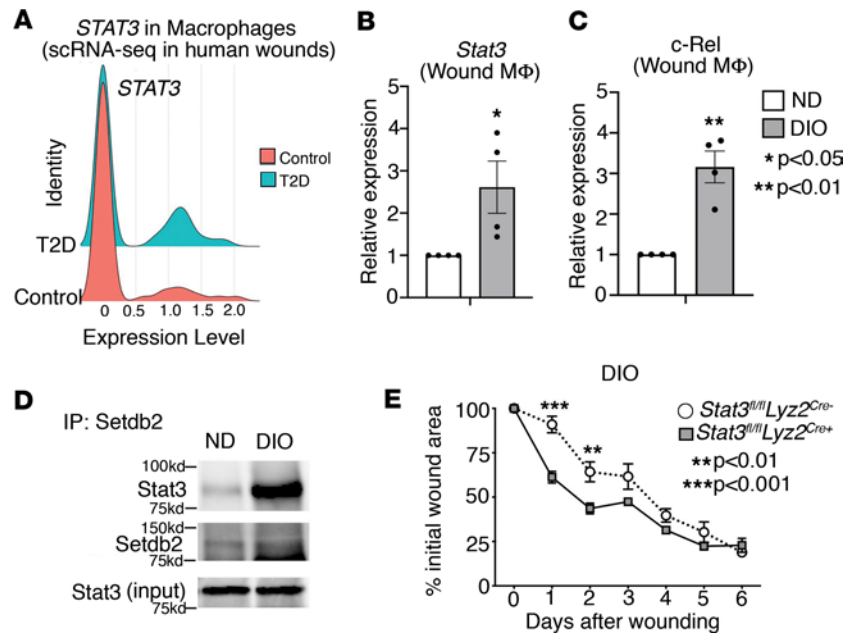 A
STAT3 in Macrophages
(scRNA-seq in human wounds)
STAT3
Identity
T2D
Control
0 0.5 1.0 1.5 2.0
Expression Level
Control
T2D
B
Stat3
(Wound MΦ)
Relative expression
5
4
3
2
1
0
*
C
c-Rel
(Wound MΦ)
Relative expression
5
4
3
2
1
0
**
ND
DIO
*p<0.05
**p<0.01
D
IP: Setdb2
ND DIO
100kd
Stat3
75kd
150kd
Setdb2
75kd
Stat3 (input)
75kd
E
DIO
% initial wound area
100
75
50
25
0 1 2 3 4 5 6
Days after wounding
***
**
Stat3fl/flLyz2Cre-
Stat3fl/flLyz2Cre+
**p<0.01
***p<0.001